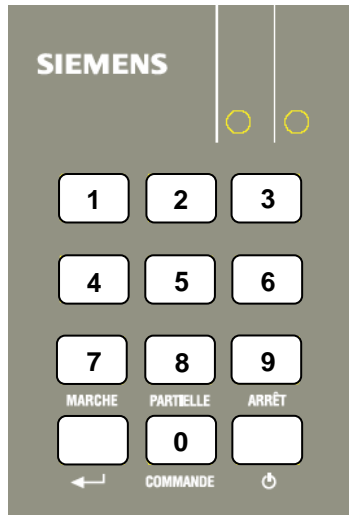 SIEMENS
1 2 3
4 5 6
7 8 9
MARCHE PARTIELLE ARRÊT
0
COMMANDE